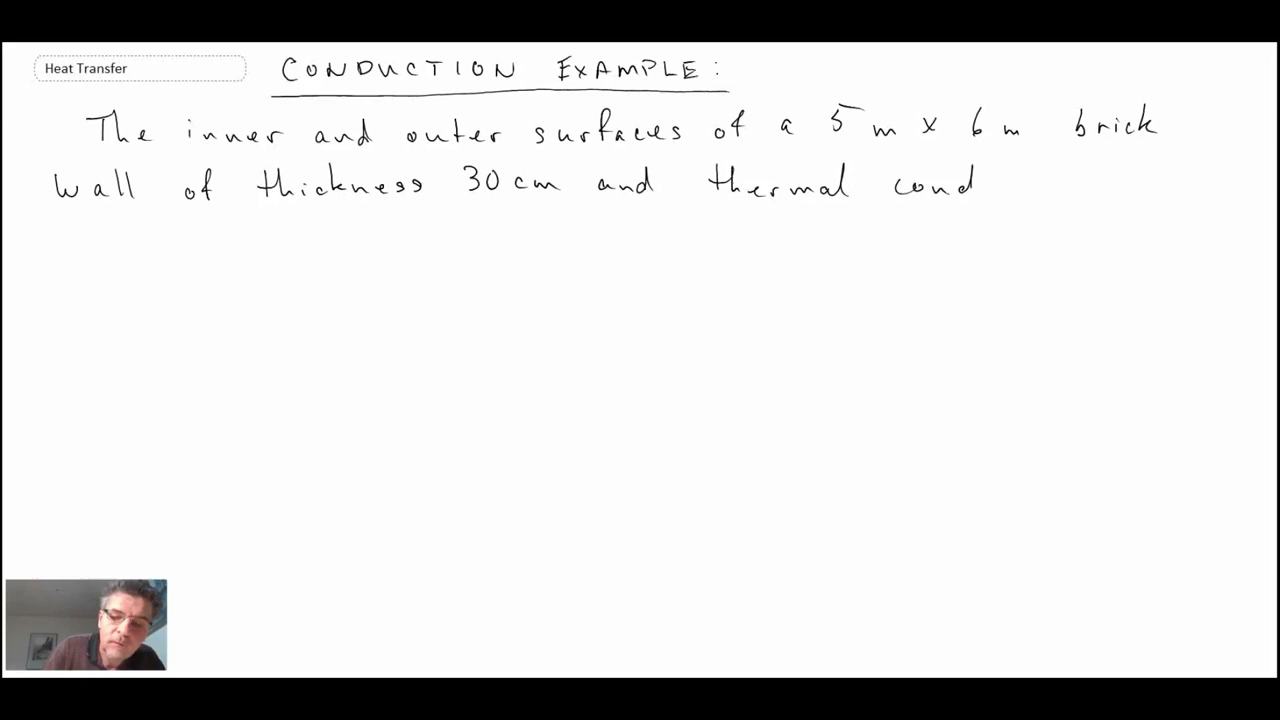 Heat Transfer
CONDUCTION EXAMPLE:
The inner and outer surfaces of a 5 m x 6 m brick
wall of thickness 30 cm and thermal cond